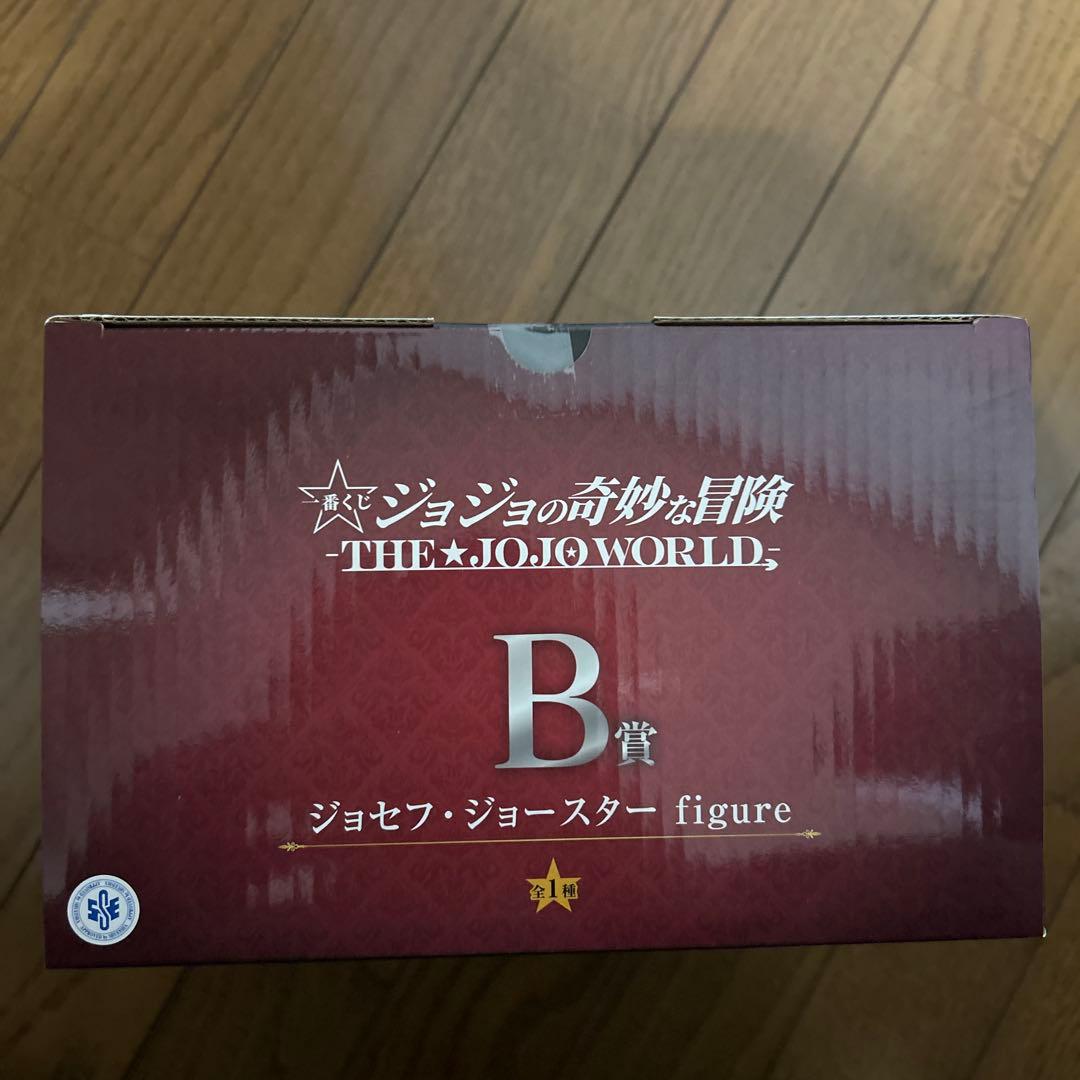 一番くじ ジョジョの奇妙な冒険
-THE★JOJO WORLD-
B賞
ジョセフ・ジョースター figure
全1種